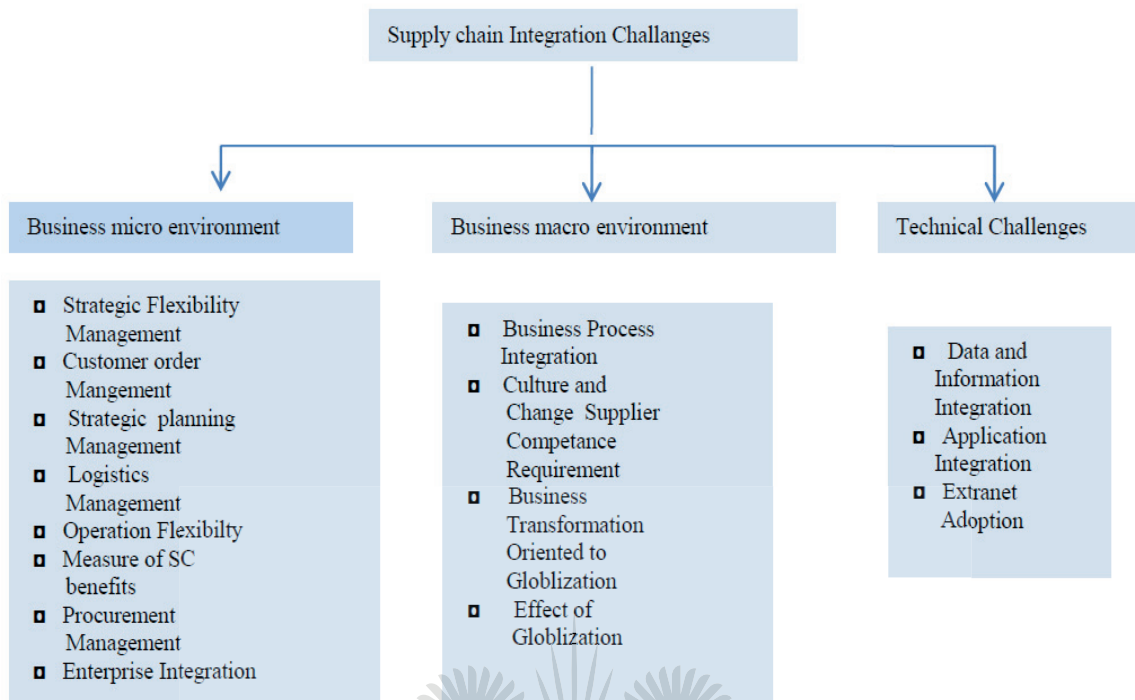 Supply chain Integration Challanges
Business micro environment
Business macro environment
Technical Challenges
Strategic Flexibility
Management
Customer order
Mangement
Strategic planning
Management
Logistics
Management
Operation Flexibilty
Measure of SC
benefits
Procurement
Management
Enterprise Integration
Business Process
Integration
Culture and
Change Supplier
Competance
Requirement
Business
Transformation
Oriented to
Globlization
Effect of
Globlization
Data and
Information
Integration
Application
Integration
Extranet
Adoption